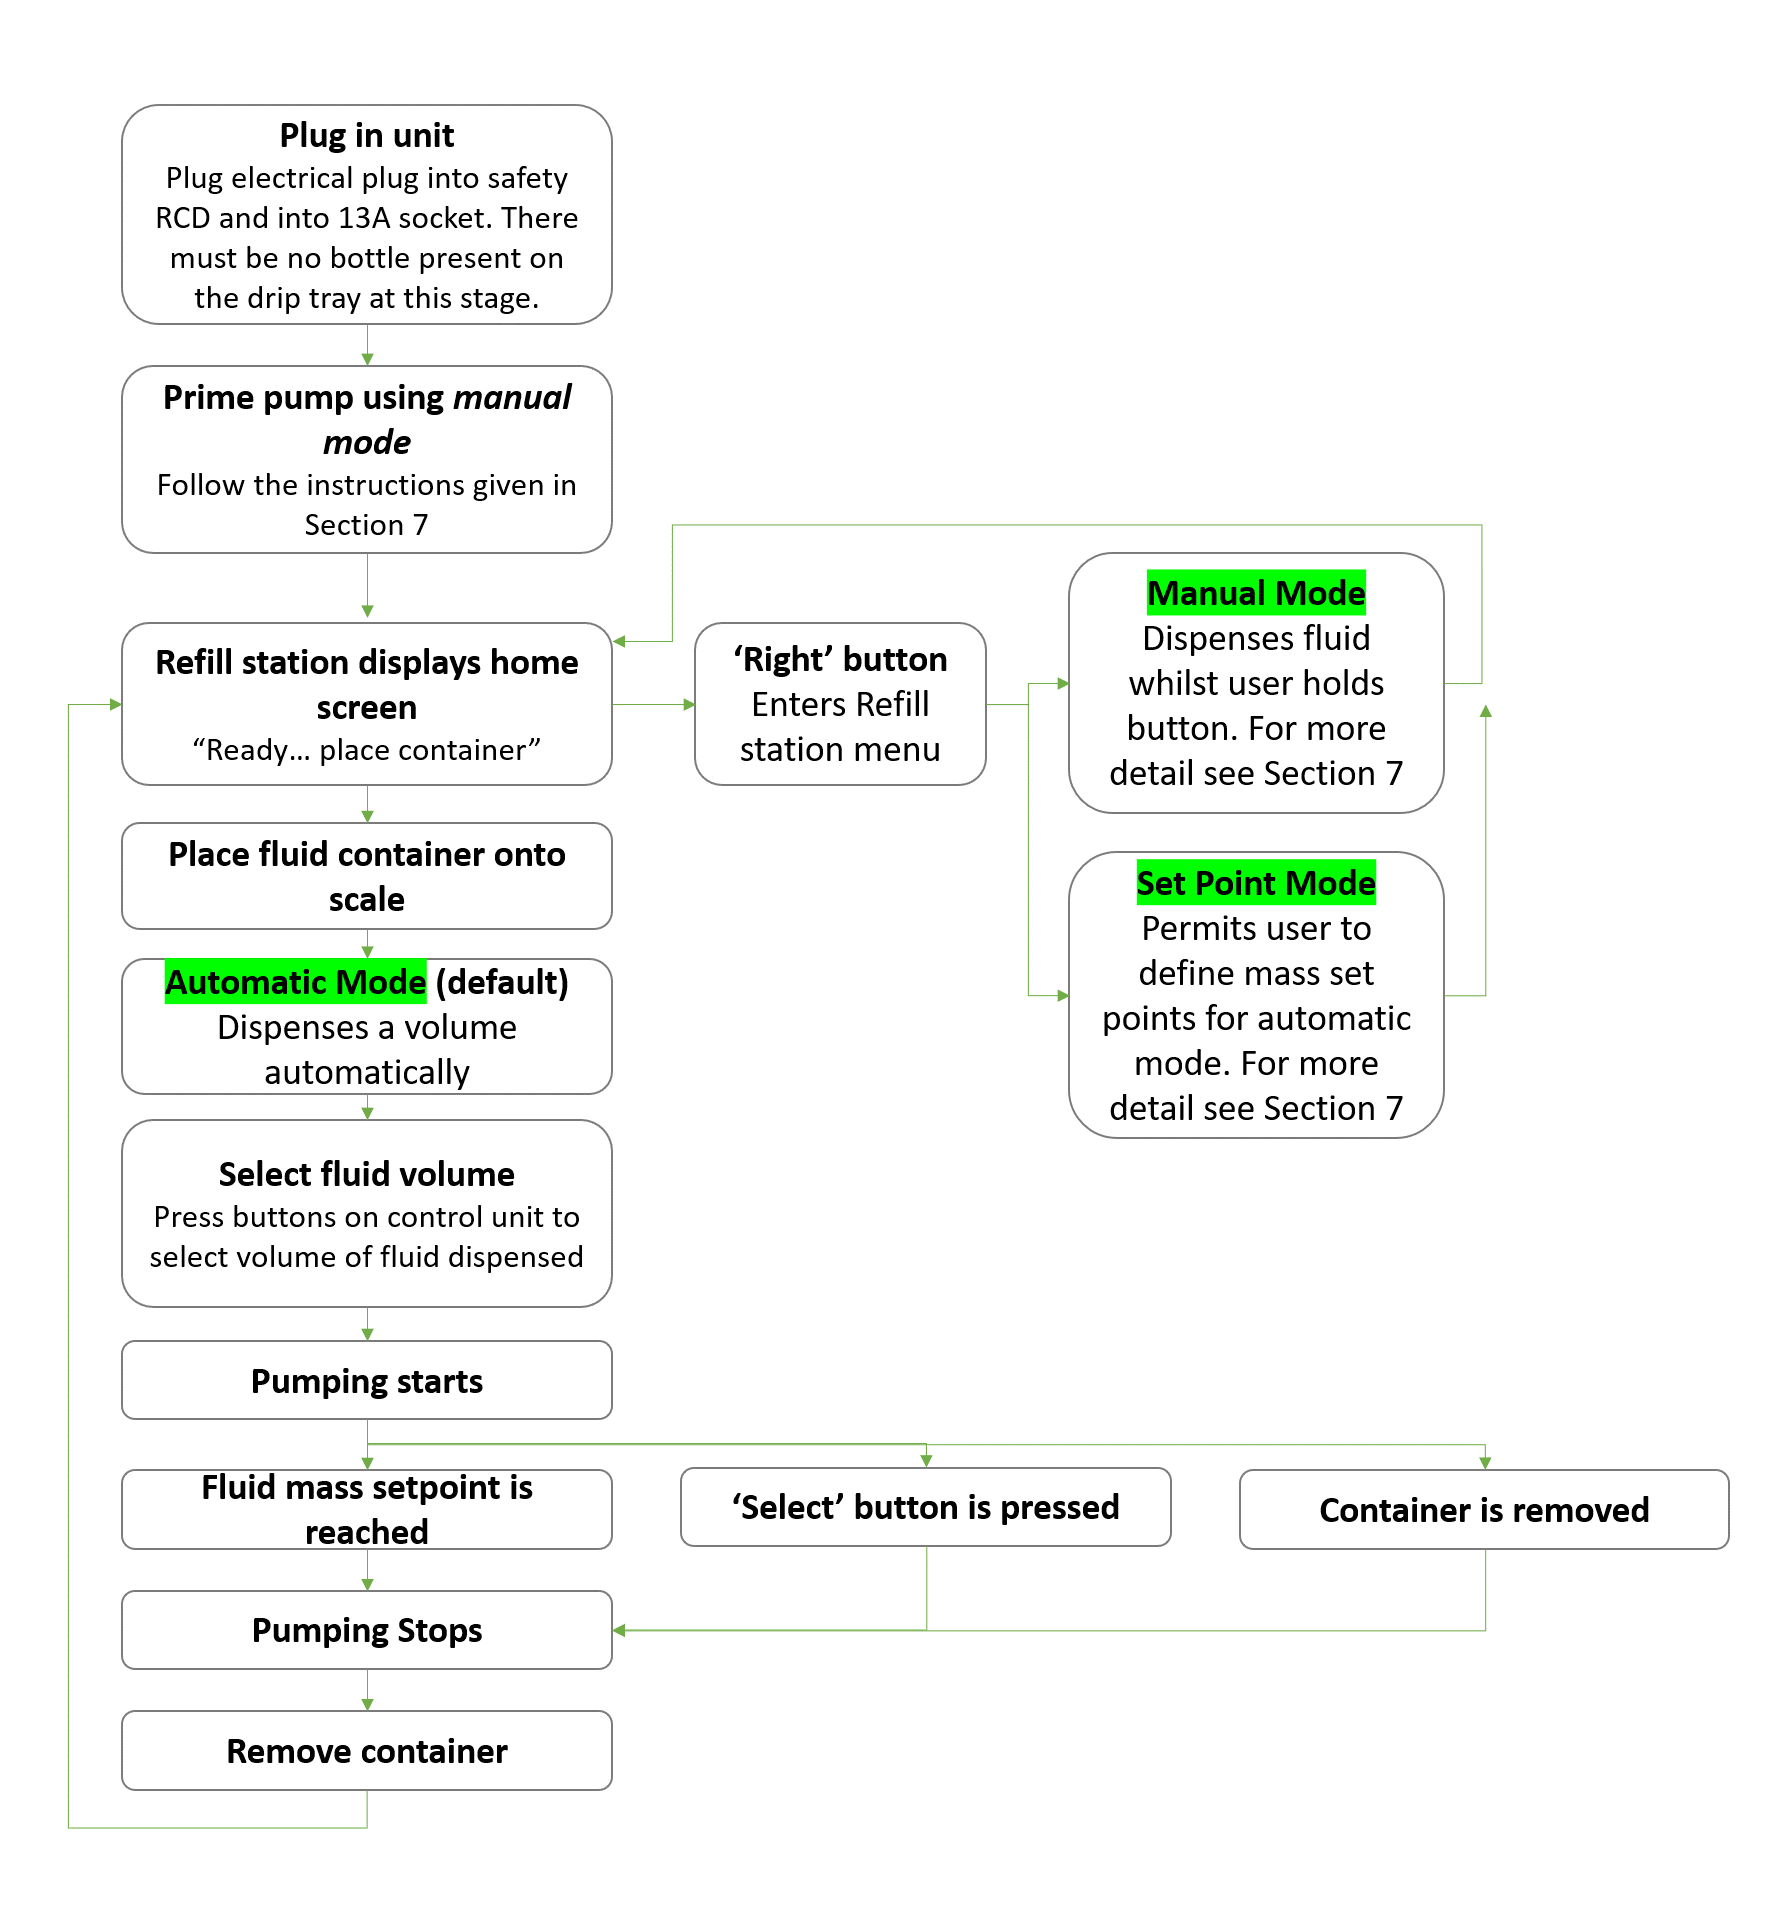 Plug in unit
Plug electrical plug into safety
RCD and into 13A socket. There
must be no bottle present on
the drip tray at this stage.
Prime pump using manual
mode
Follow the instructions given in
Section 7
Refill station displays home
screen
“Ready… place container”
‘Right’ button
Enters Refill
station menu
Manual Mode
Dispenses fluid
whilst user holds
button. For more
detail see Section 7
Set Point Mode
Permits user to
define mass set
points for automatic
mode. For more
detail see Section 7
Place fluid container onto
scale
Automatic Mode (default)
Dispenses a volume
automatically
Select fluid volume
Press buttons on control unit to
select volume of fluid dispensed
Pumping starts
Fluid mass setpoint is
reached
‘Select’ button is pressed
Container is removed
Pumping Stops
Remove container